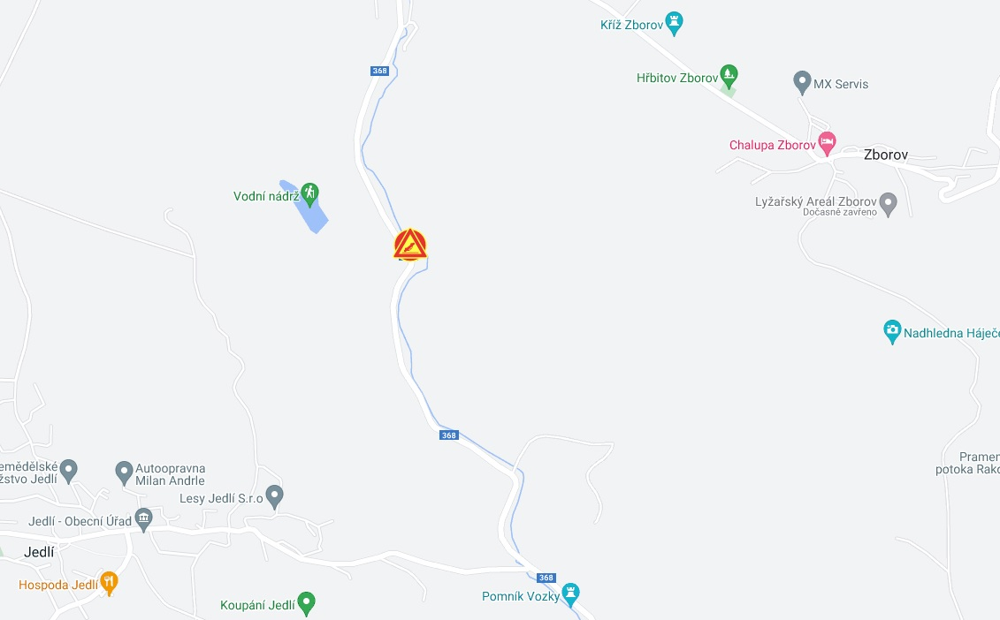 Kříž Zborov
368
Hřbitov Zborov
MX Servis
Chalupa Zborov
Zborov
Vodní nádrž
Lyžařský Areál Zborov
Dočasně zavřeno
Nadhledna Háječe
368
Pramen
potoka Rako
emědělské
žstvo Jedlí
Autoopravna
Milan Andrle
Lesy Jedlí S.r.o
Jedlí - Obecní Úřad
Jedlí
Hospoda Jedlí
368
Pomník Vozky
Koupání Jedlí